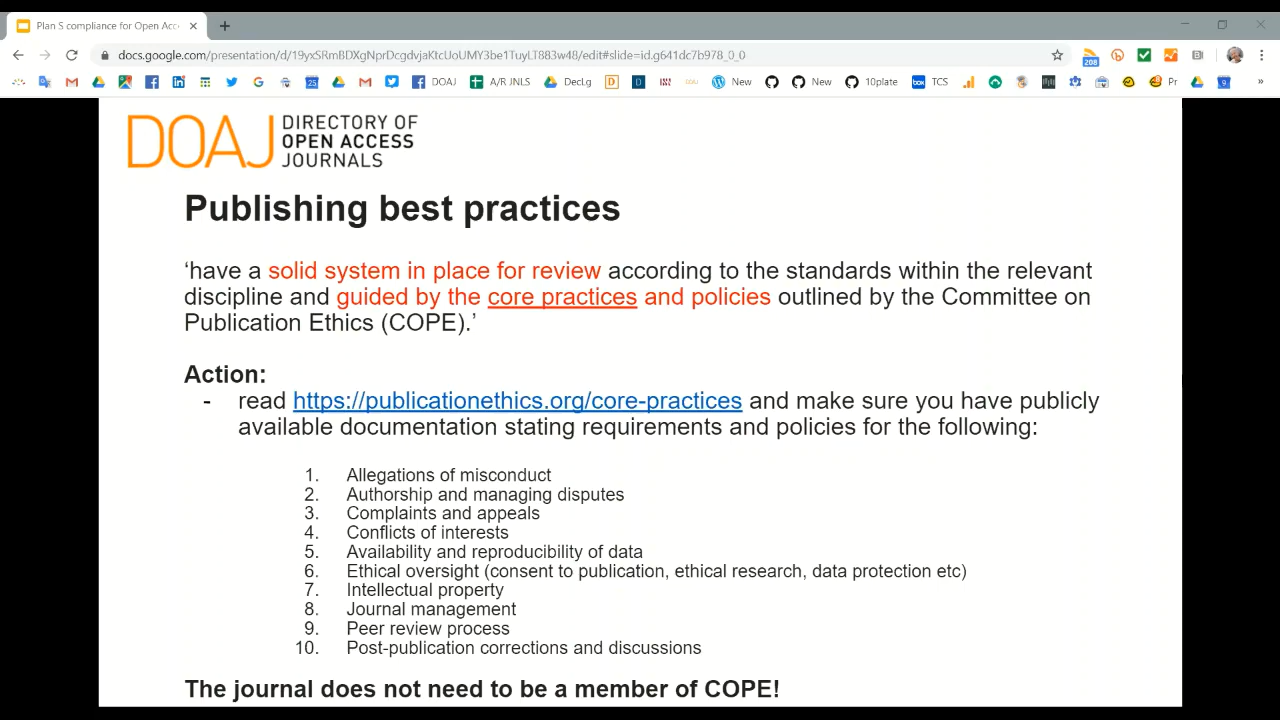 Plan S compliance for Open Acc
docs.google.com/presentation/d/19yxSRmBDXgNprDcgdvjaKtcUoUMY3be1TuyLT883w48/edit#slide=id.g641dc7b978_0_0
208
25 DOAJ A/R JNLS DecLg D D New New 10plate box TCS Pr 9 »
DOAJ
DIRECTORY OF
OPEN ACCESS
JOURNALS
Publishing best practices
‘have a solid system in place for review according to the standards within the relevant
discipline and guided by the core practices and policies outlined by the Committee on
Publication Ethics (COPE).’
Action:
- read https://publicationethics.org/core-practices and make sure you have publicly
available documentation stating requirements and policies for the following:
1. Allegations of misconduct
2. Authorship and managing disputes
3. Complaints and appeals
4. Conflicts of interests
5. Availability and reproducibility of data
6. Ethical oversight (consent to publication, ethical research, data protection etc)
7. Intellectual property
8. Journal management
9. Peer review process
10. Post-publication corrections and discussions
The journal does not need to be a member of COPE!